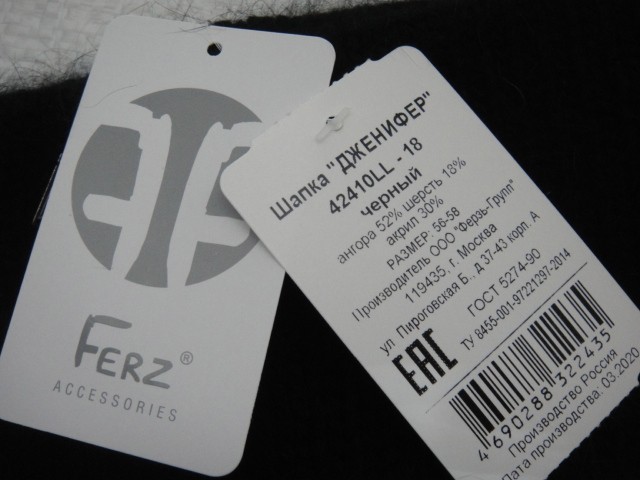 FERZ®
ACCESSORIES
Шапка "ДЖЕНИФЕР"
42410LL - 18
черный
ангора 52% шерсть 18%
акрил 30%
РАЗМЕР: 56-58
Производитель ООО "Ферзь-Групп"
119435, г. Москва
ул Пироговская Б., д 37-43 корп. А
ГОСТ 5274-90
ТУ 8455-001-97221297-2014
EAC
4 690288 322435
Производство Россия
Дата производства: 03.2020